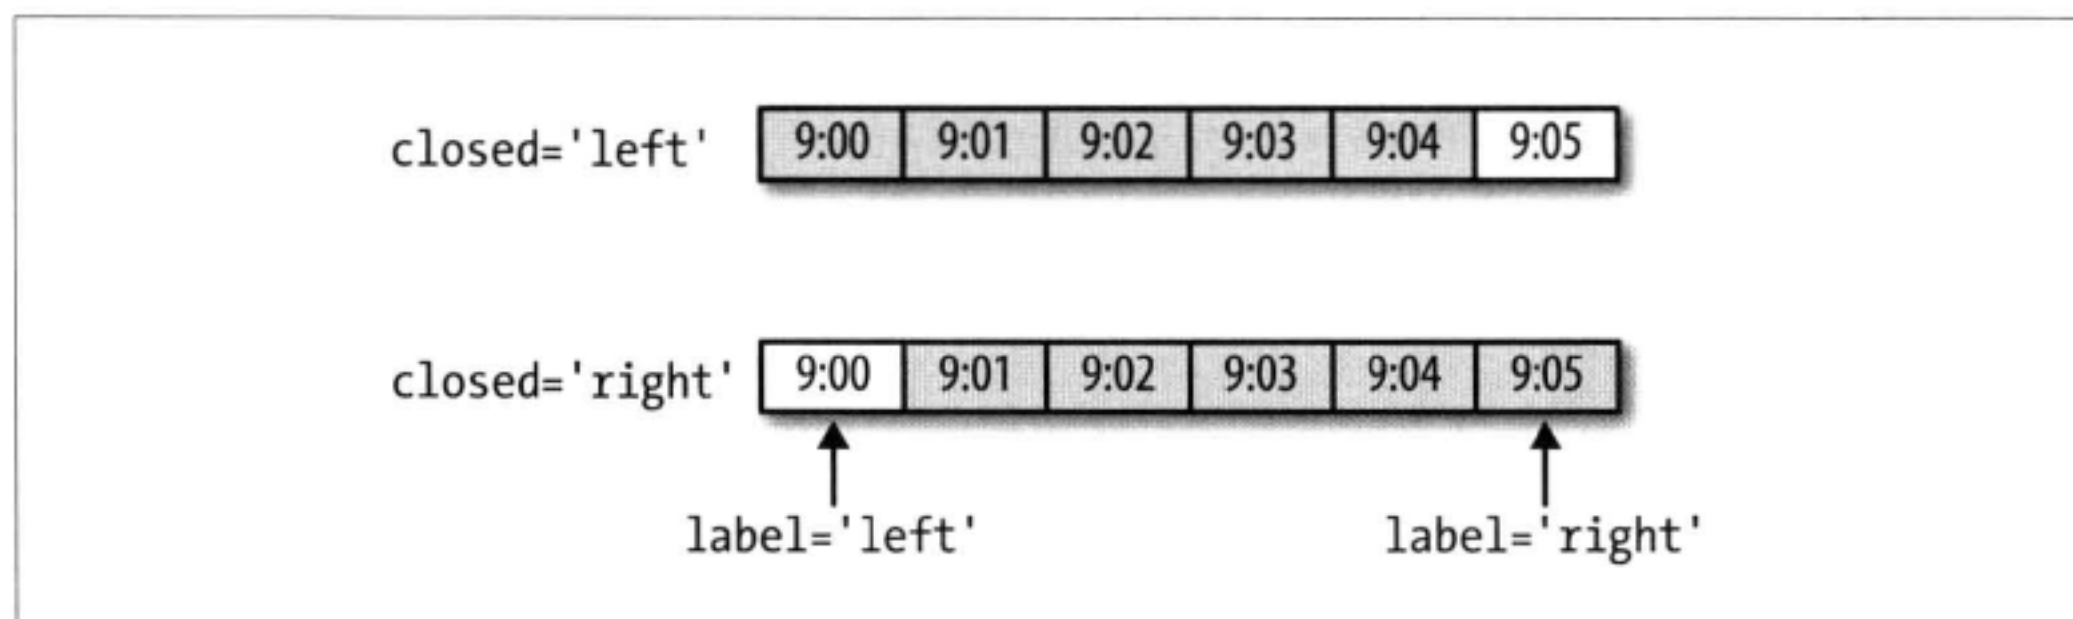 closed='left' 9:00 9:01 9:02 9:03 9:04 9:05
closed='right' 9:00 9:01 9:02 9:03 9:04 9:05
label='left' label='right'